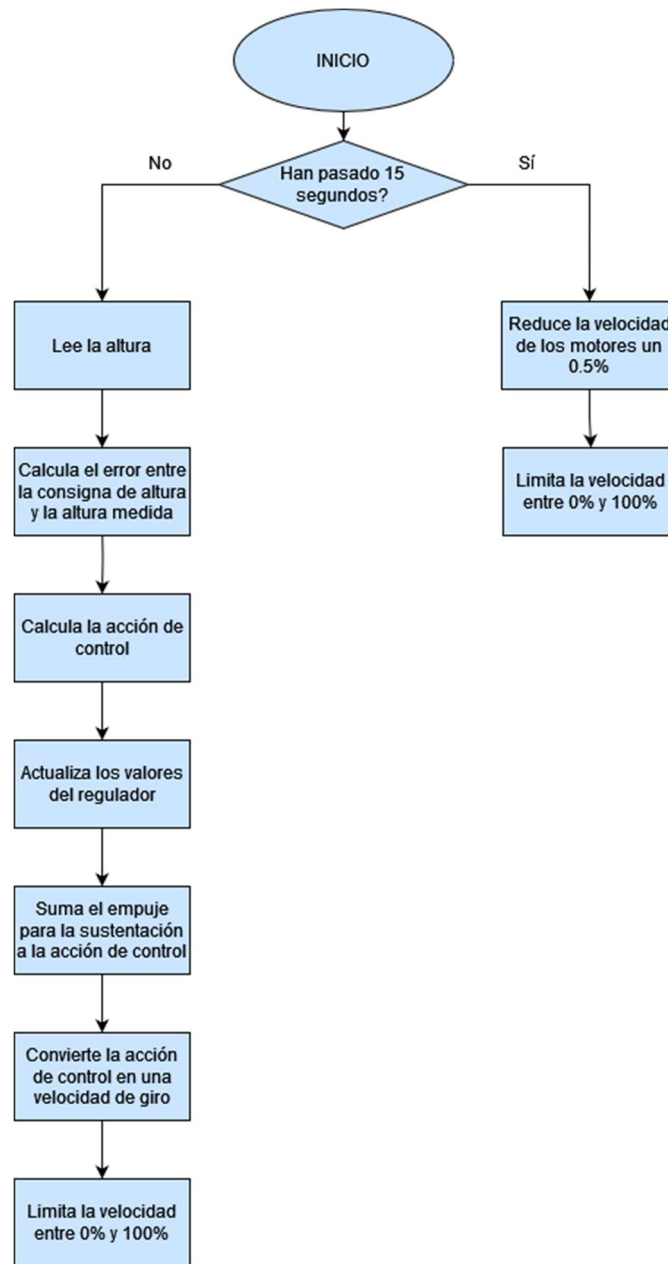 INICIO
No
Han pasado 15
segundos?
Sí
Lee la altura
Reduce la velocidad
de los motores un
0.5%
Calcula el error entre
la consigna de altura
y la altura medida
Limita la velocidad
entre 0% y 100%
Calcula la acción de
control
Actualiza los valores
del regulador
Suma el empuje
para la sustentación
a la acción de control
Convierte la acción
de control en una
velocidad de giro
Limita la velocidad
entre 0% y 100%